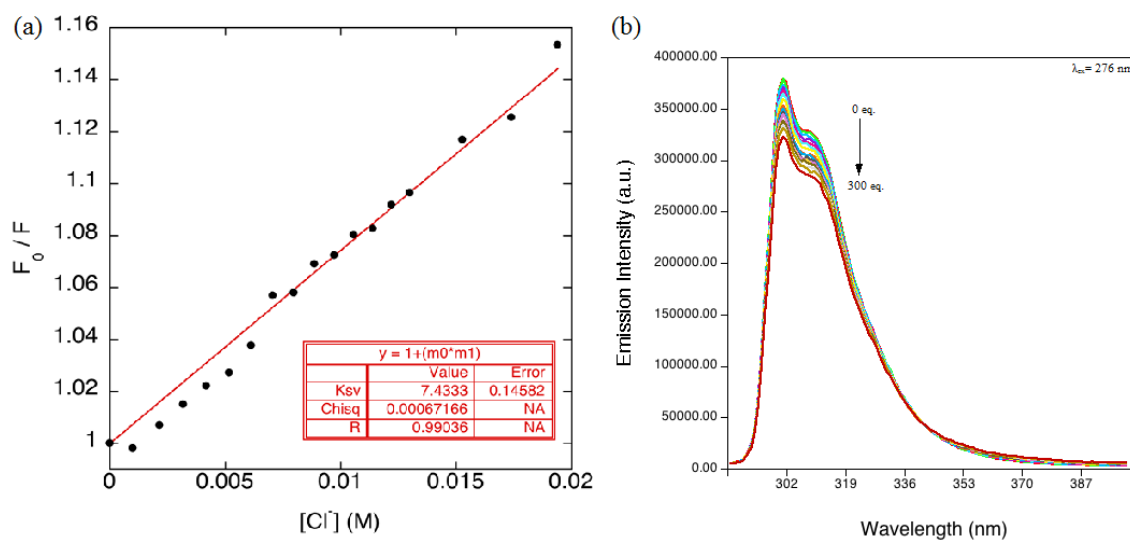 (a)
1.16
1.14
1.12
1.1
1.08
1.06
1.04
1.02
1
F0 / F
y = 1+(m0*m1)
Value Error
Ksv 7.4333 0.14582
Chisq 0.00067166 NA
R 0.99036 NA
0 0.005 0.01 0.015 0.02
[Cl-] (M)
(b)
λex= 276 nm
400000.00
350000.00
300000.00
250000.00
200000.00
150000.00
100000.00
50000.00
0.00
Emission Intensity (a.u.)
0 eq.
300 eq.
302 319 336 353 370 387
Wavelength (nm)